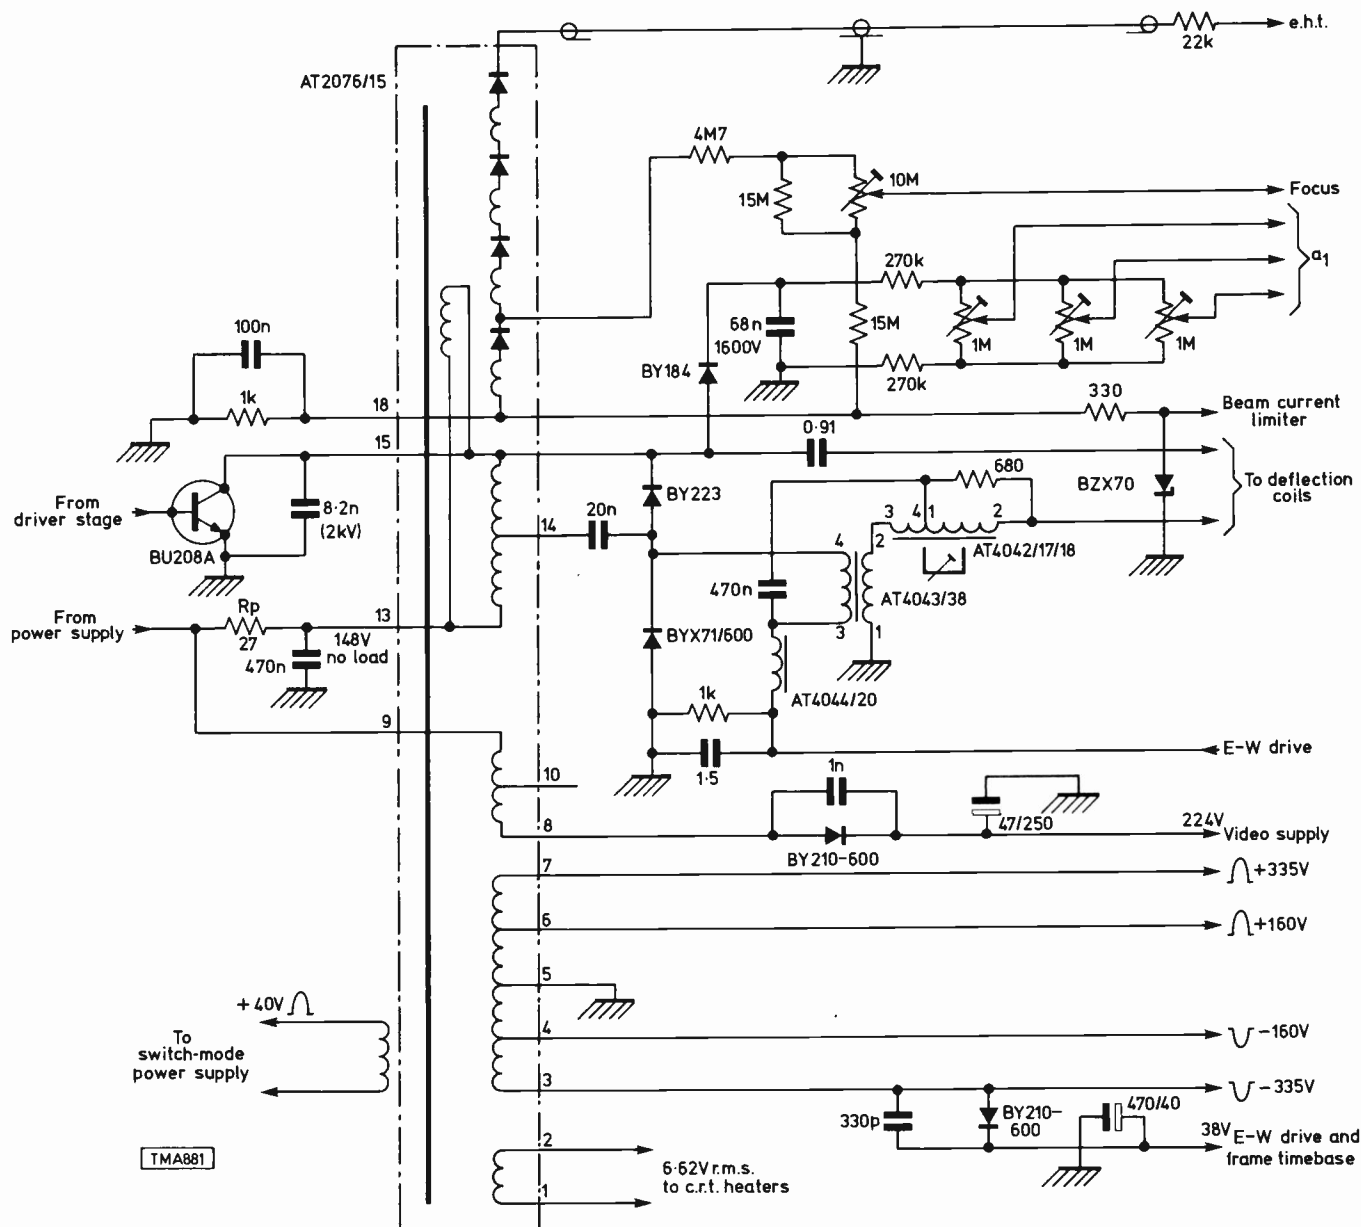 e.h.t.
22k
AT2076/15
4M7
10M
15M
Focus
a1
270k
68n
1600V
15M
1M
1M
1M
100n
BY184
270k
1k
18
330
Beam current
limiter
0·91
15
680
BZX70
To deflection
coils
From
driver stage
8·2n
(2kV)
BY223
20n
14
3
4
1
2
BU208A
4
2
AT4042/17/18
470n
AT4043/38
From
power supply
Rp
27
13
148V
no load
470n
BYX71/600
3
1
1k
AT4044/20
9
E-W drive
10
1·5
1n
8
47/250
224V
Video supply
BY210-600
7
+335V
6
+160V
5
+40V
4
-160V
To
switch-mode
power supply
3
-335V
330p
BY210-
600
470/40
38V
E-W drive and
frame timebase
2
TMA881
6·62V r.m.s.
to c.r.t. heaters
1